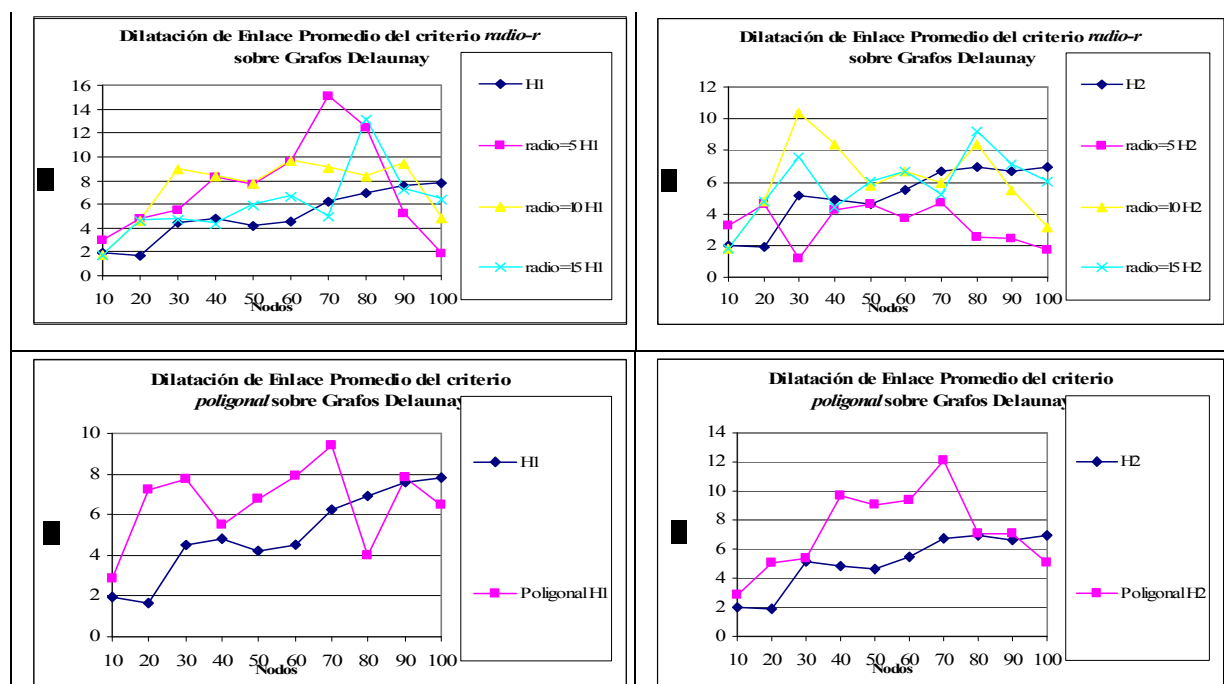 Dilatación de Enlace Promedio del criterio radio-r
sobre Grafos Delaunay
16
14
12
10
8
6
4
2
0
10 20 30 40 50 60 70 80 90 100
Nodos
H1
radio=5 H1
radio=10 H1
radio=15 H1
Dilatación de Enlace Promedio del criterio radio-r
sobre Grafos Delaunay
12
10
8
6
4
2
0
10 20 30 40 50 60 70 80 90 100
Nodos
H2
radio=5 H2
radio=10 H2
radio=15 H2
Dilatación de Enlace Promedio del criterio
poligonal sobre Grafos Delaunay
10
8
6
4
2
0
10 20 30 40 50 60 70 80 90 100
Nodos
H1
Poligonal H1
Dilatación de Enlace Promedio del criterio
poligonal sobre Grafos Delaunay
14
12
10
8
6
4
2
0
10 20 30 40 50 60 70 80 90 100
Nodos
H2
Poligonal H2